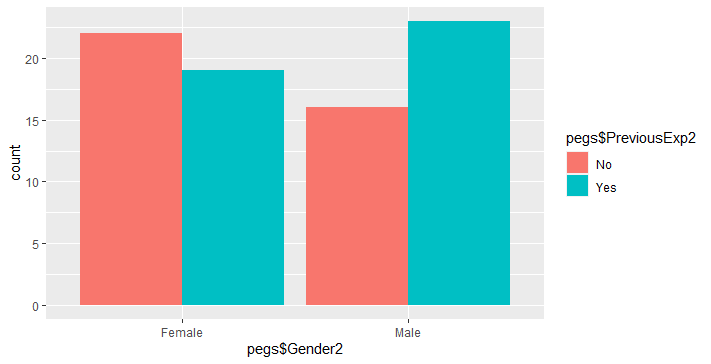 20
15
10
5
0
count
Female Male
pegs$Gender2
pegs$PreviousExp2
No
Yes